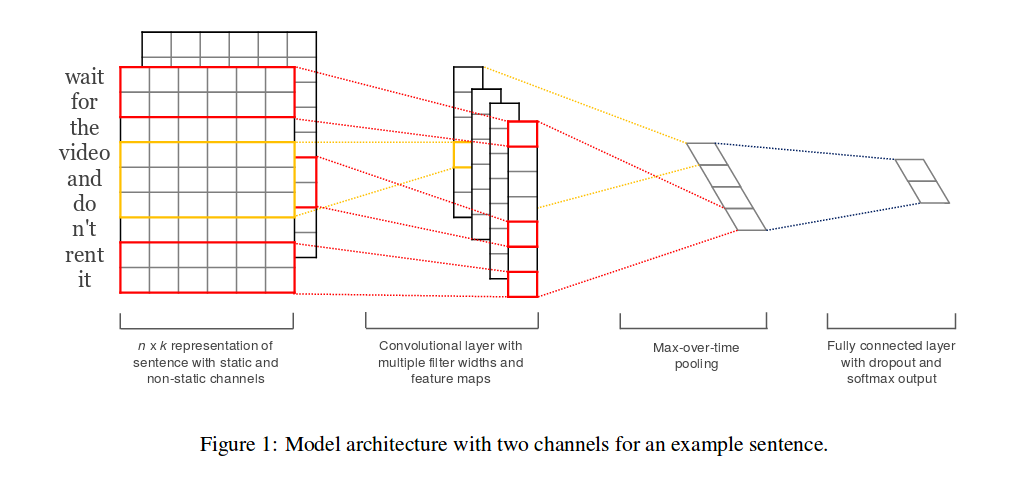 wait
for
the
video
and
do
n't
rent
it
n x k representation of
sentence with static and
non-static channels
Convolutional layer with
multiple filter widths and
feature maps
Max-over-time
pooling
Fully connected layer
with dropout and
softmax output
Figure 1: Model architecture with two channels for an example sentence.